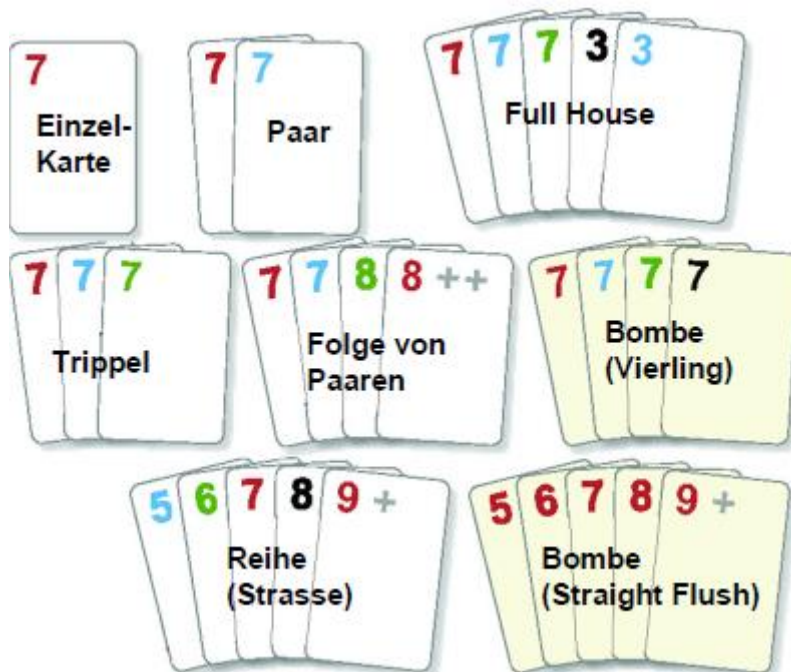 7
Einzel-
Karte
7 7
Paar
7 7 7 3 3
Full House
7 7 7
Trippel
7 7 8 8 ++
Folge von
Paaren
7 7 7 7
Bombe
(Vierling)
5 6 7 8 9 +
Reihe
(Strasse)
5 6 7 8 9 +
Bombe
(Straight Flush)